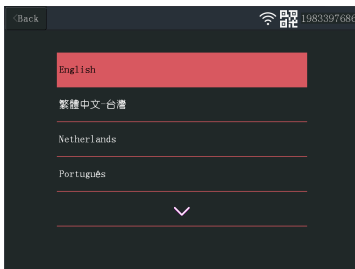 <Back
1983397686
English
繁體中文-台灣
Netherlands
Português